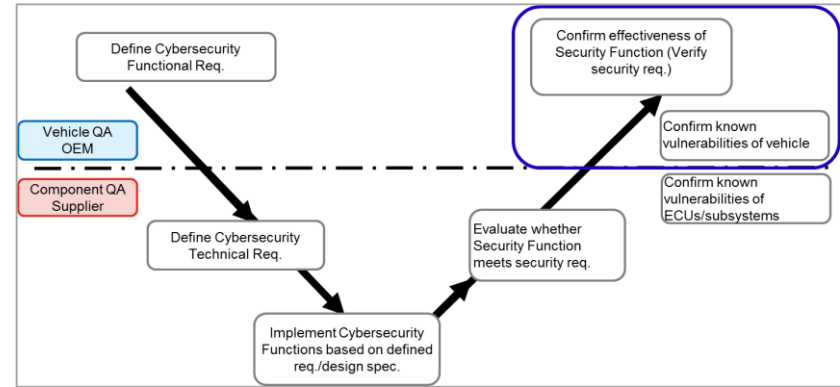 Define Cybersecurity
Functional Req.
Confirm effectiveness of
Security Function (Verify
security req.)
Vehicle QA
OEM
Confirm known
vulnerabilities of vehicle
Component QA
Supplier
Confirm known
vulnerabilities of
ECUs/subsystems
Define Cybersecurity
Technical Req.
Evaluate whether
Security Function
meets security req.
Implement Cybersecurity
Functions based on defined
req./design spec.